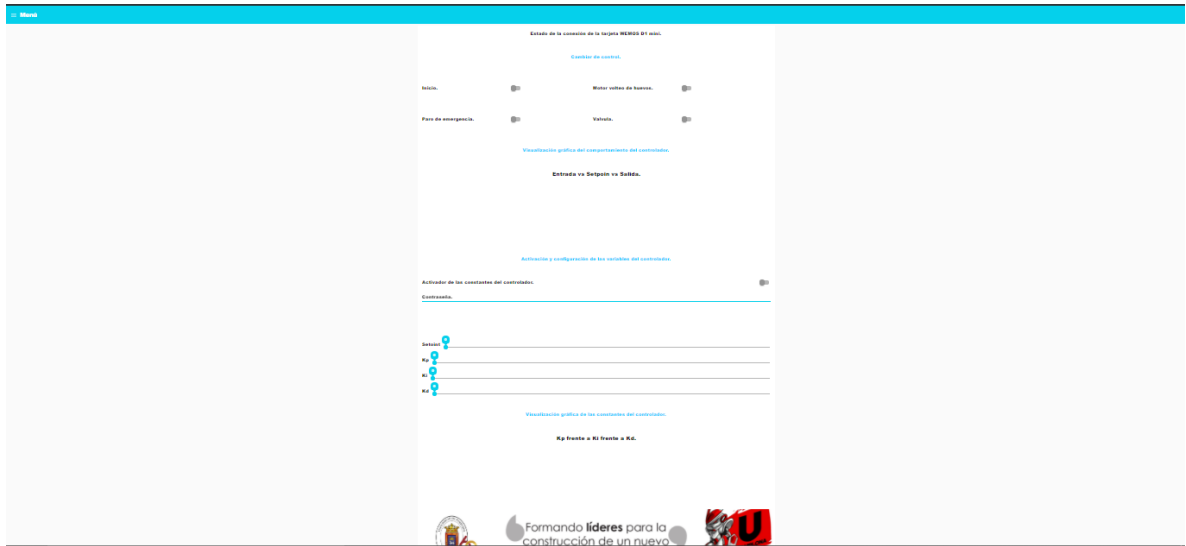 ≡ Menú
Estado de la conexión de la tarjeta WEMOS D1 mini.
Cambiar de control.
Inicio.
Motor volteo de huevos.
Paro de emergencia.
Valvula.
Visualización gráfica del comportamiento del controlador.
Entrada vs Setpoin vs Salida.
Activación y configuración de las variables del controlador.
Activador de las constantes del controlador.
Contraseña.
Kp
Ki
Kd
Visualización gráfica de las constantes del controlador.
Kp frente a Ki frente a Kd.
Formando líderes para la
construcción de un nuevo
U